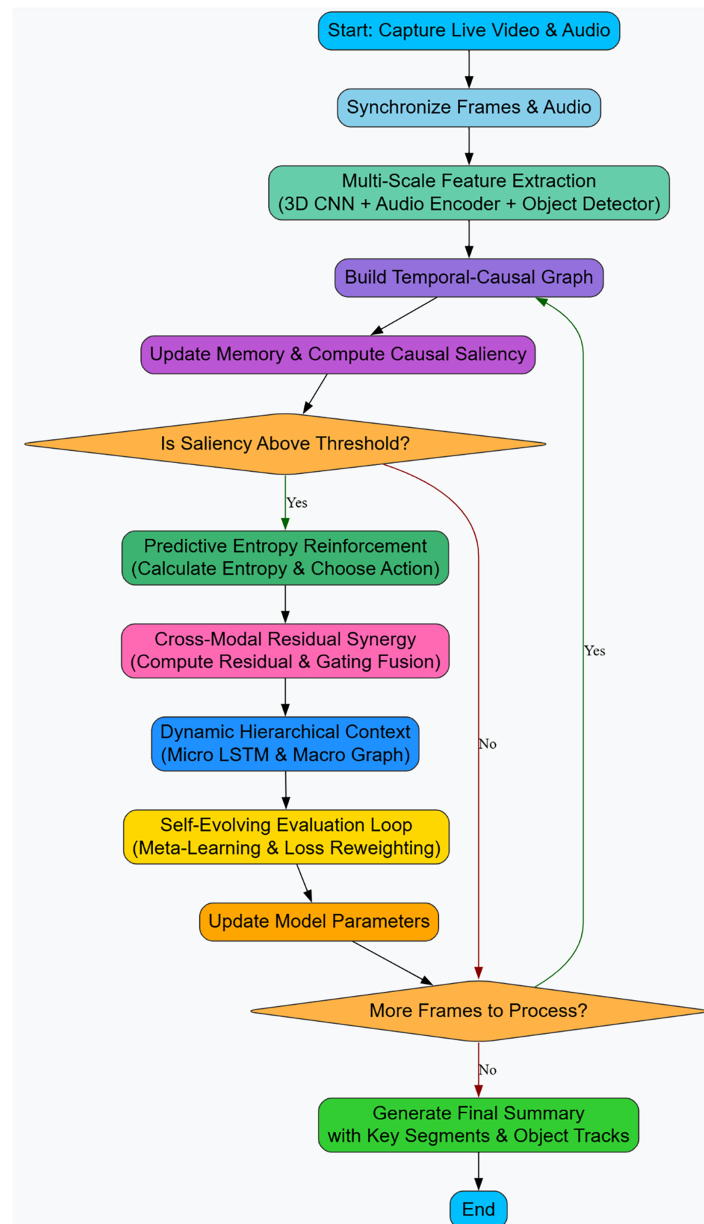 Start: Capture Live Video & Audio
Synchronize Frames & Audio
Multi-Scale Feature Extraction
(3D CNN + Audio Encoder + Object Detector)
Build Temporal-Causal Graph
Update Memory & Compute Causal Saliency
Is Saliency Above Threshold?
Yes
Predictive Entropy Reinforcement
(Calculate Entropy & Choose Action)
Cross-Modal Residual Synergy
(Compute Residual & Gating Fusion)
Yes
Dynamic Hierarchical Context
(Micro LSTM & Macro Graph)
No
Self-Evolving Evaluation Loop
(Meta-Learning & Loss Reweighting)
Update Model Parameters
More Frames to Process?
No
Generate Final Summary
with Key Segments & Object Tracks
End